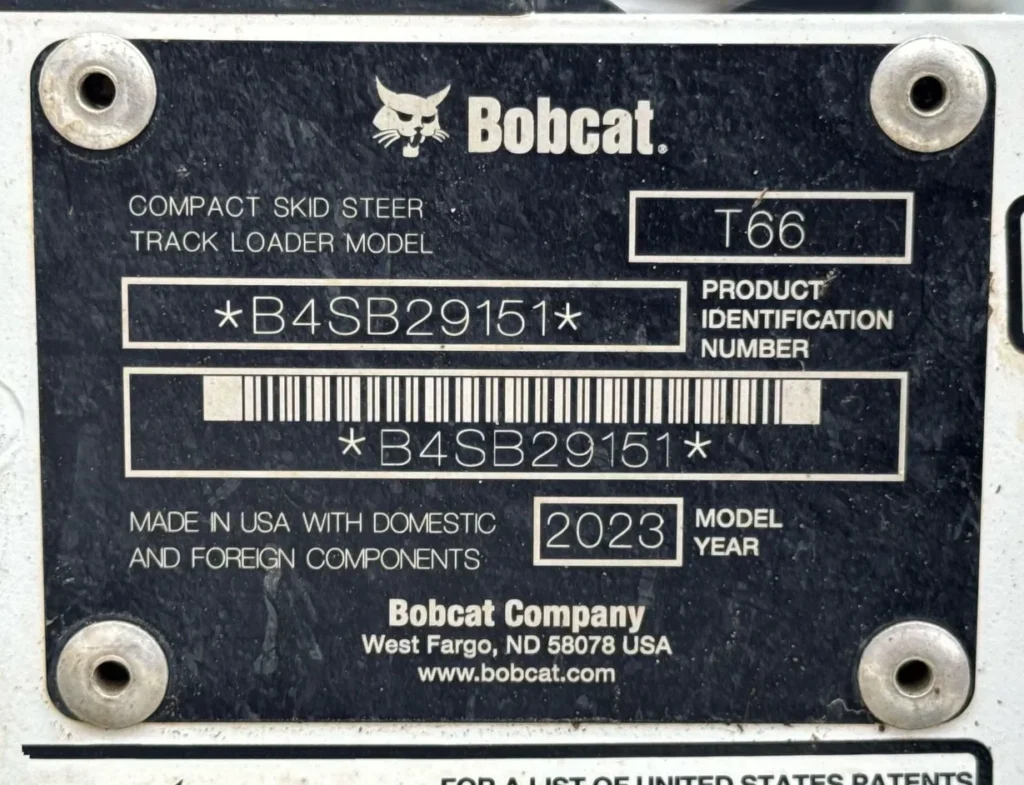 Bobcat®
COMPACT SKID STEER
TRACK LOADER MODEL
T66
*B4SB29151*
PRODUCT
IDENTIFICATION
NUMBER
*B4SB29151*
MADE IN USA WITH DOMESTIC
AND FOREIGN COMPONENTS
2023
MODEL
YEAR
Bobcat Company
West Fargo, ND 58078 USA
www.bobcat.com
FOR A LIST OF UNITED STATES PATENTS